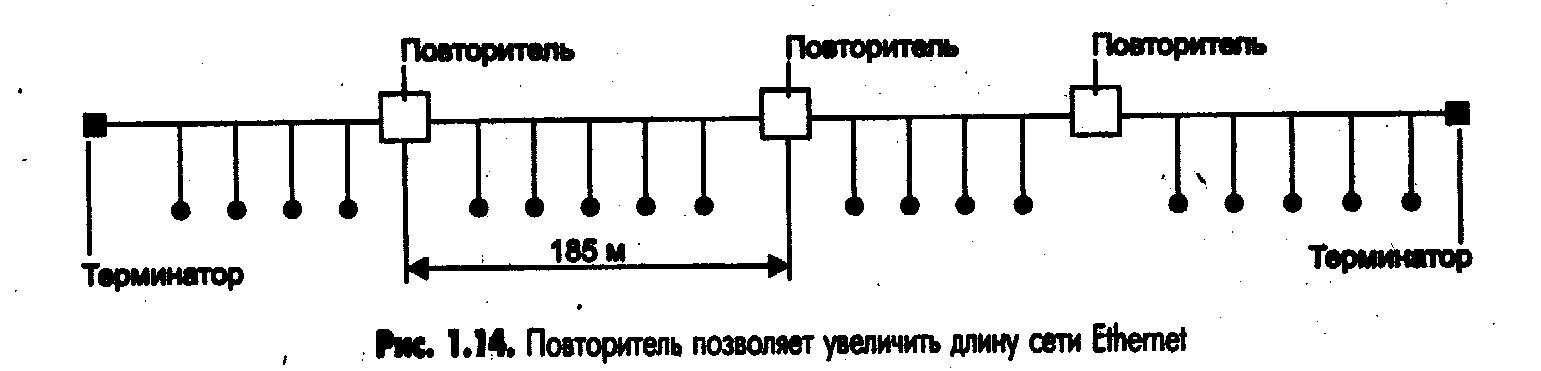 Повторитель
Повторитель
Повторитель
185 м
Терминатор
Терминатор
Рис. 1.14. Повторитель позволяет увеличить длину сети Ethernet